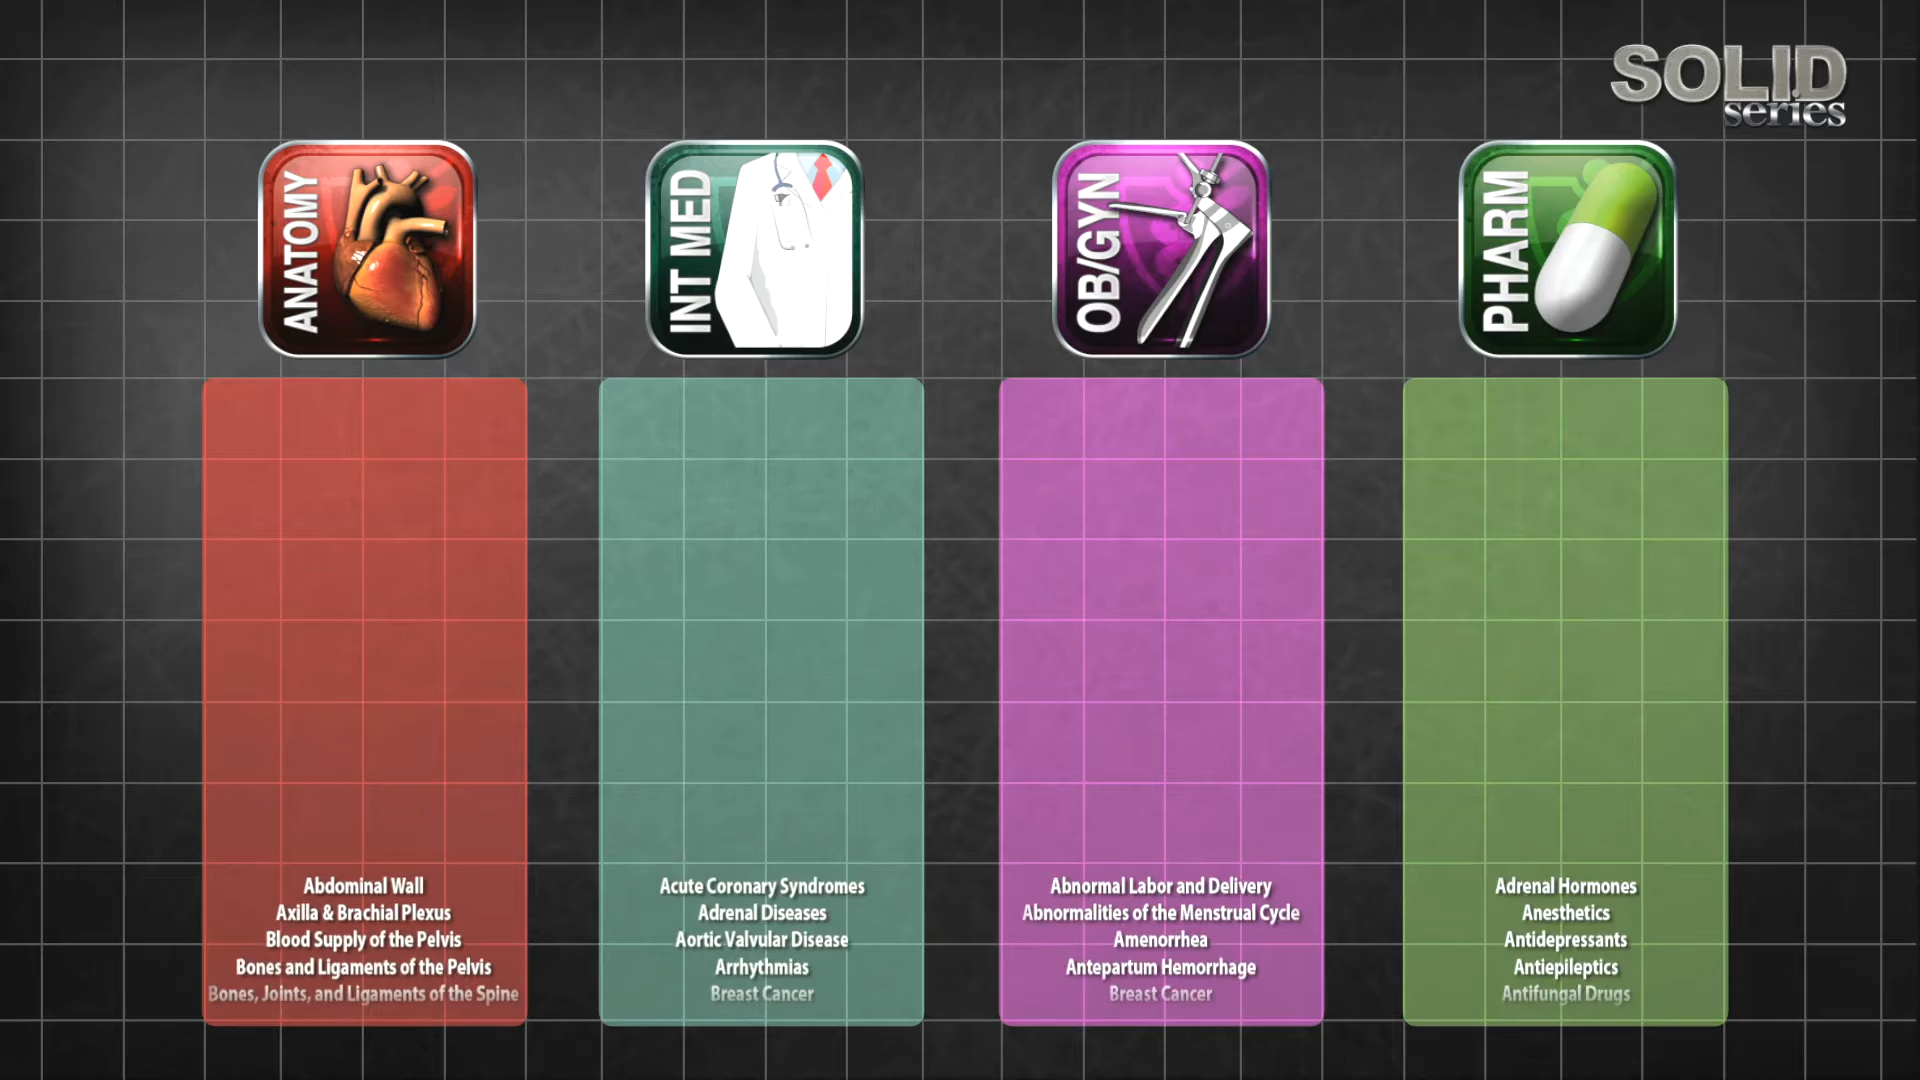 SOLID
series
ANATOMY
INT MED
OB/GYN
PHARM
Abdominal Wall
Axilla & Brachial Plexus
Blood Supply of the Pelvis
Bones and Ligaments of the Pelvis
Bones, Joints, and Ligaments of the Spine
Acute Coronary Syndromes
Adrenal Diseases
Aortic Valvular Disease
Arrhythmias
Breast Cancer
Abnormal Labor and Delivery
Abnormalities of the Menstrual Cycle
Amenorrhea
Antepartum Hemorrhage
Breast Cancer
Adrenal Hormones
Anesthetics
Antidepressants
Antiepileptics
Antifungal Drugs